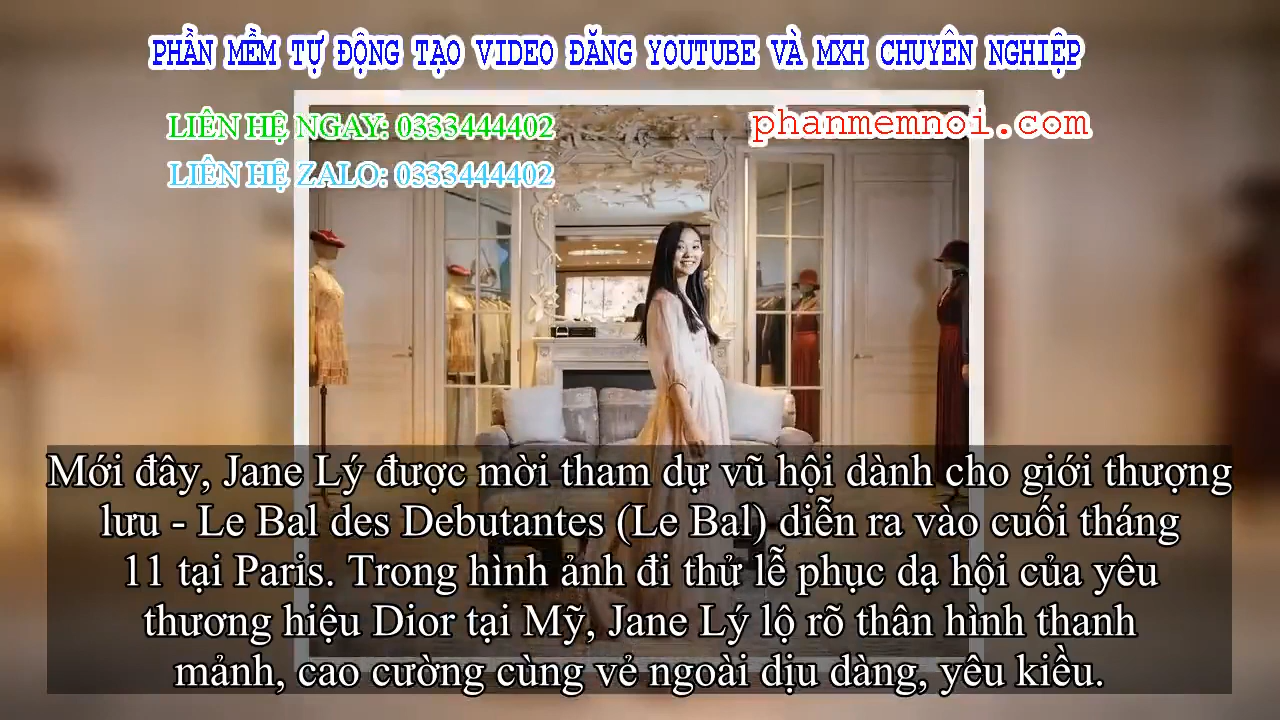 PHẦN MỀM TỰ ĐỘNG TẠO VIDEO ĐĂNG YOUTUBE VÀ MXH CHUYÊN NGHIỆP
LIÊN HỆ NGAY: 0333444402
phanmemnoi.com
LIÊN HỆ ZALO: 0333444402
Mới đây, Jane Lý được mời tham dự vũ hội dành cho giới thượng
lưu - Le Bal des Debutantes (Le Bal) diễn ra vào cuối tháng
11 tại Paris. Trong hình ảnh đi thử lễ phục dạ hội của yêu
thương hiệu Dior tại Mỹ, Jane Lý lộ rõ thân hình thanh
mảnh, cao cường cùng vẻ ngoài dịu dàng, yêu kiều.